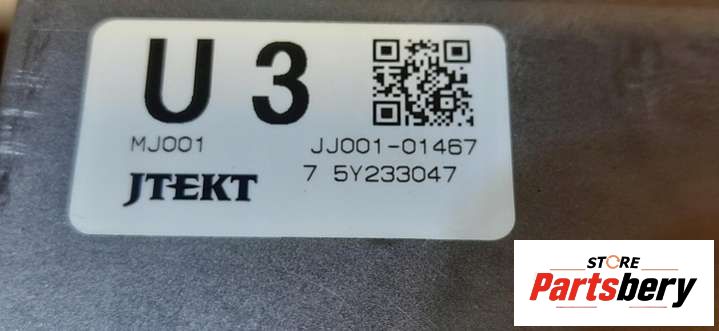 U 3
MJ001 JJ001-01467
JTEKT 7 5Y233047
STORE
Partsbery